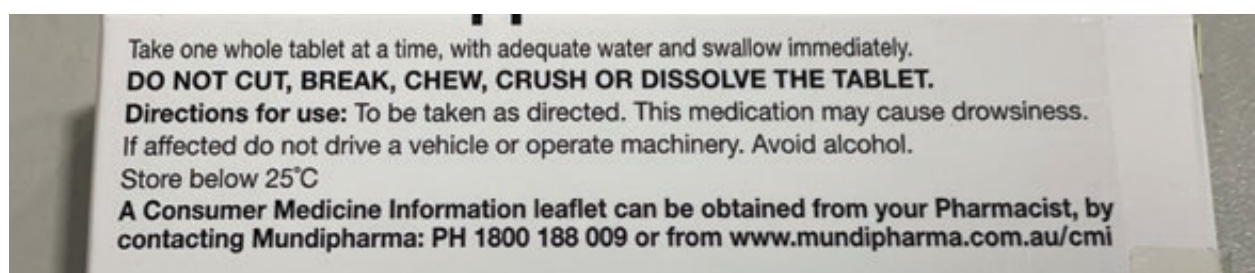 Take one whole tablet at a time, with adequate water and swallow immediately.
DO NOT CUT, BREAK, CHEW, CRUSH OR DISSOLVE THE TABLET.
Directions for use: To be taken as directed. This medication may cause drowsiness.
If affected do not drive a vehicle or operate machinery. Avoid alcohol.
Store below 25°C
A Consumer Medicine Information leaflet can be obtained from your Pharmacist, by
contacting Mundipharma: PH 1800 188 009 or from www.mundipharma.com.au/cmi